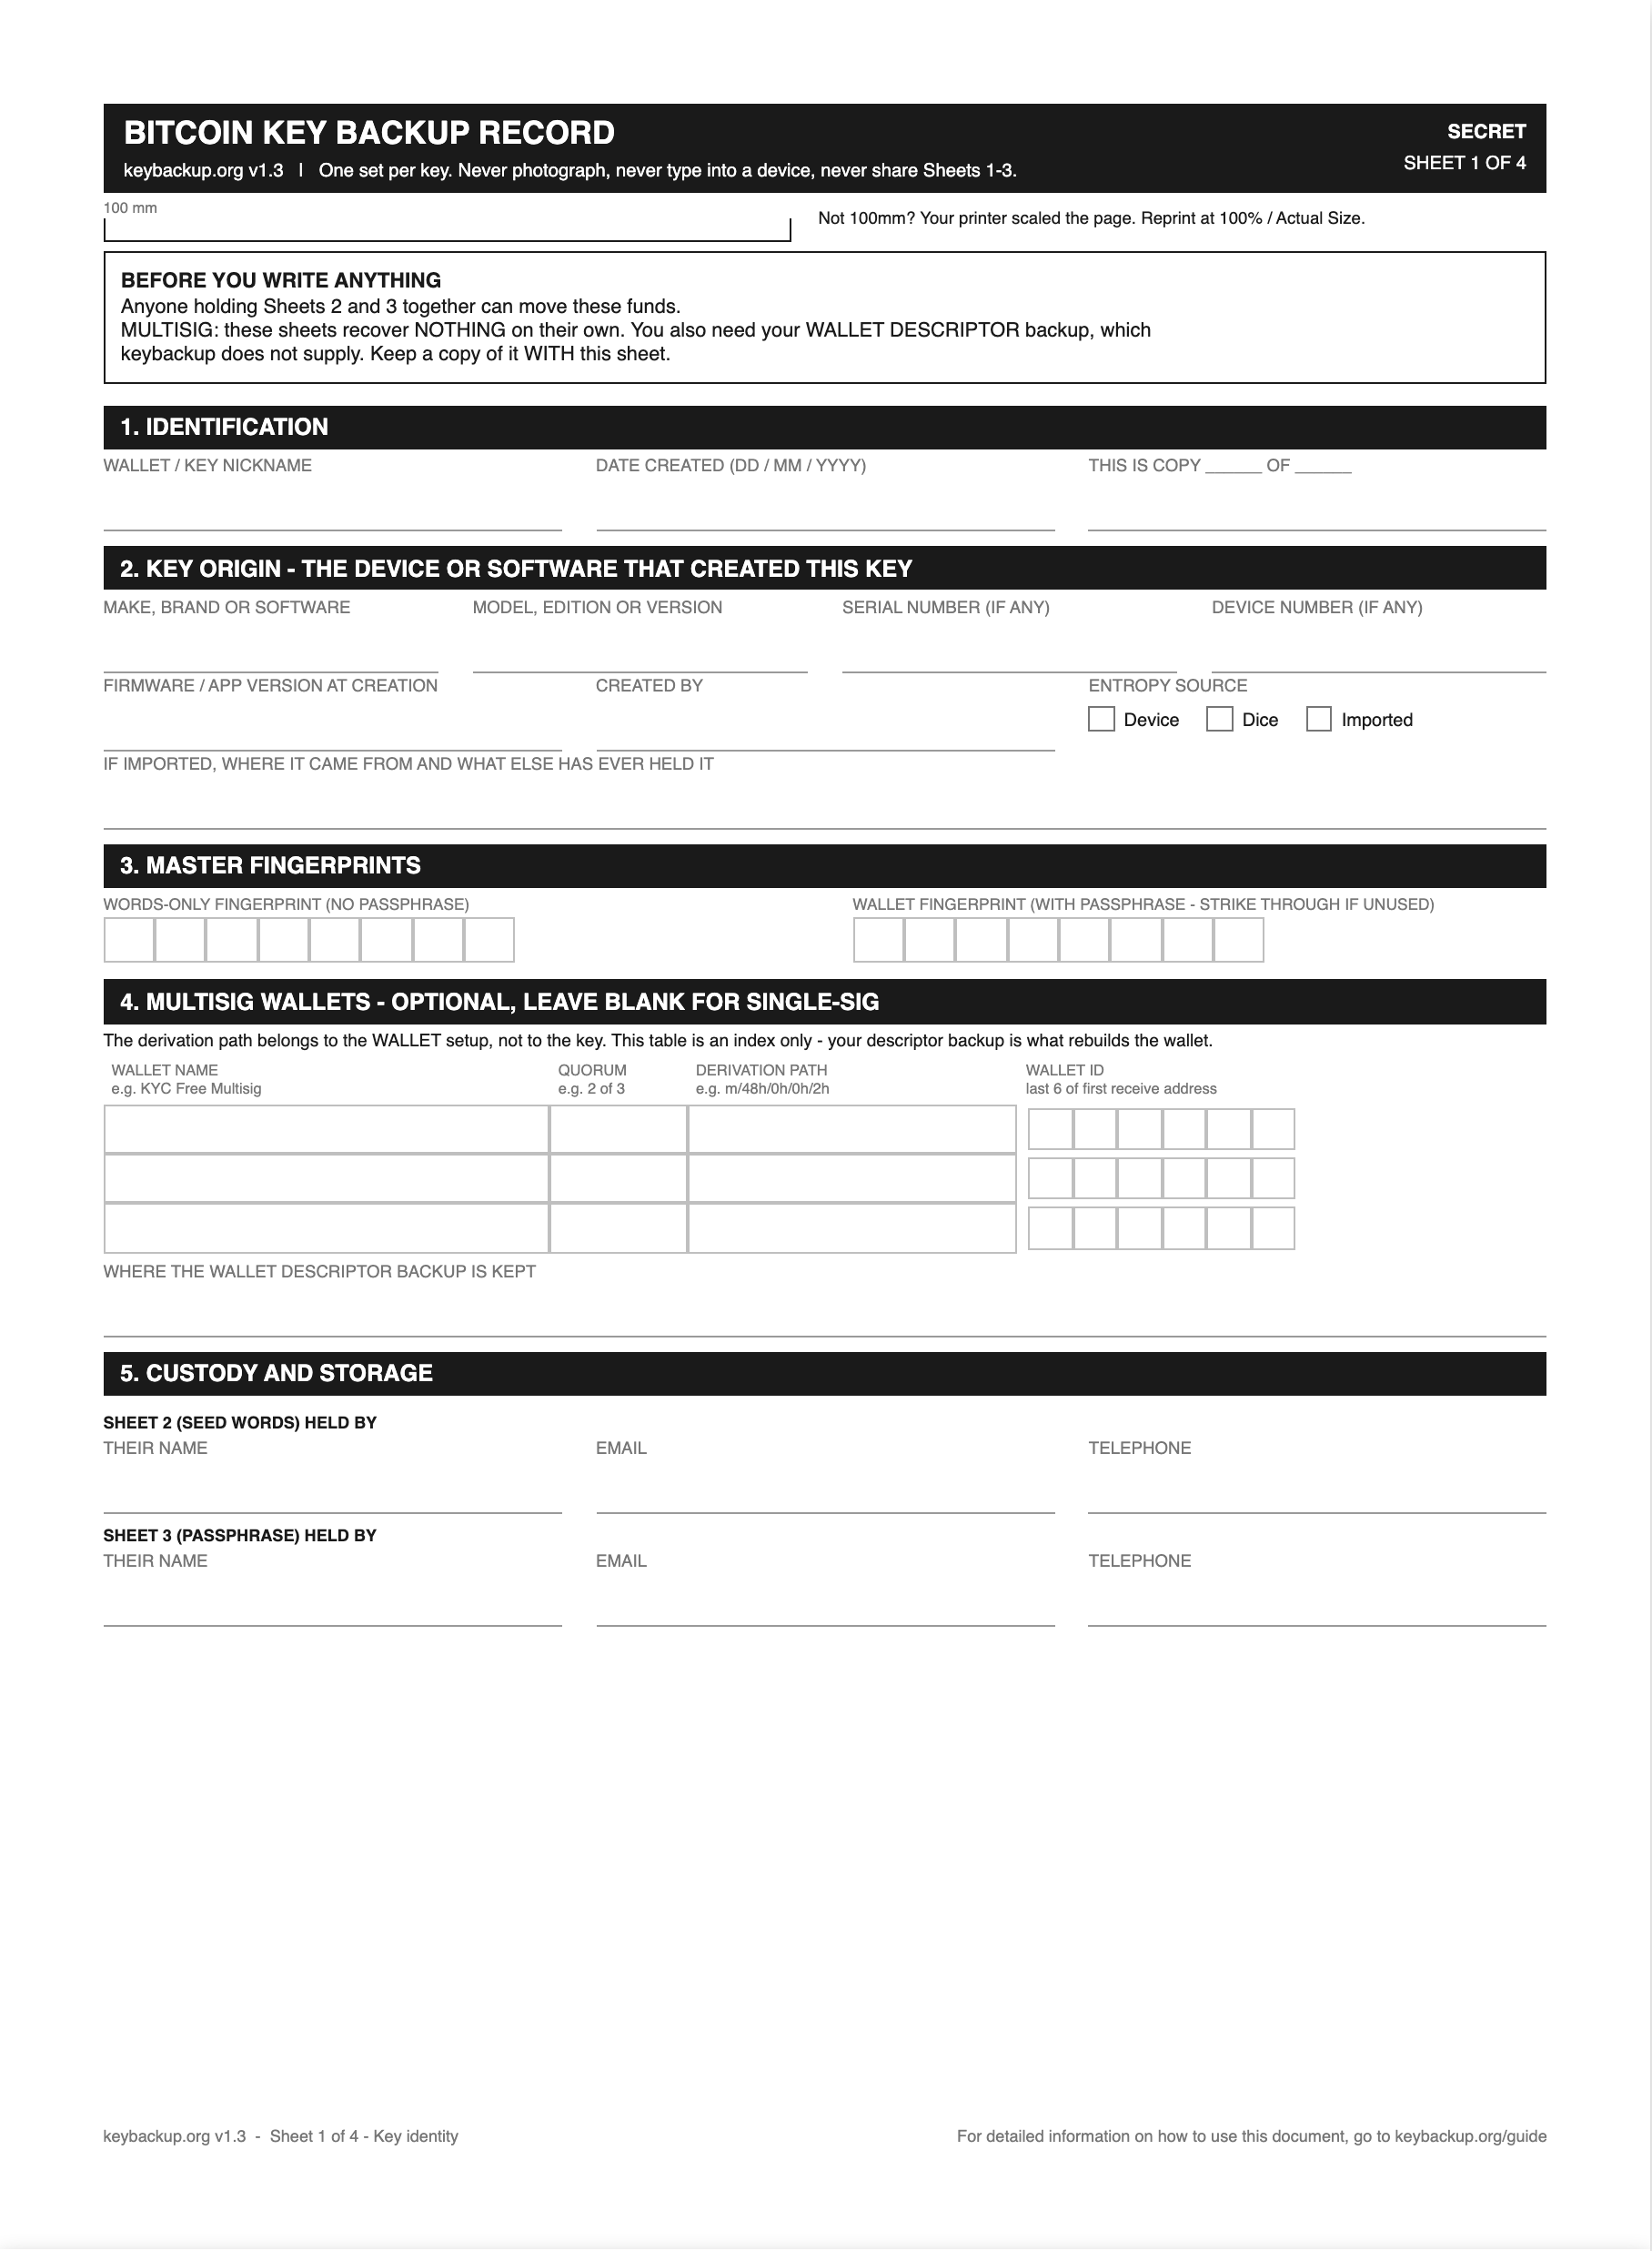 BITCOIN KEY BACKUP RECORD
SECRET
keybackup.org v1.3 | One set per key. Never photograph, never type into a device, never share Sheets 1-3.
SHEET 1 OF 4
100 mm
Not 100mm? Your printer scaled the page. Reprint at 100% / Actual Size.
BEFORE YOU WRITE ANYTHING
Anyone holding Sheets 2 and 3 together can move these funds.
MULTISIG: these sheets recover NOTHING on their own. You also need your WALLET DESCRIPTOR backup, which
keybackup does not supply. Keep a copy of it WITH this sheet.
1. IDENTIFICATION
WALLET / KEY NICKNAME
DATE CREATED (DD / MM / YYYY)
THIS IS COPY ______ OF ______
2. KEY ORIGIN - THE DEVICE OR SOFTWARE THAT CREATED THIS KEY
MAKE, BRAND OR SOFTWARE
MODEL, EDITION OR VERSION
SERIAL NUMBER (IF ANY)
DEVICE NUMBER (IF ANY)
FIRMWARE / APP VERSION AT CREATION
CREATED BY
ENTROPY SOURCE
Device
Dice
Imported
IF IMPORTED, WHERE IT CAME FROM AND WHAT ELSE HAS EVER HELD IT
3. MASTER FINGERPRINTS
WORDS-ONLY FINGERPRINT (NO PASSPHRASE)
WALLET FINGERPRINT (WITH PASSPHRASE - STRIKE THROUGH IF UNUSED)
4. MULTISIG WALLETS - OPTIONAL, LEAVE BLANK FOR SINGLE-SIG
The derivation path belongs to the WALLET setup, not to the key. This table is an index only - your descriptor backup is what rebuilds the wallet.
WALLET NAME
e.g. KYC Free Multisig
QUORUM
e.g. 2 of 3
DERIVATION PATH
e.g. m/48h/0h/0h/2h
WALLET ID
last 6 of first receive address
WHERE THE WALLET DESCRIPTOR BACKUP IS KEPT
5. CUSTODY AND STORAGE
SHEET 2 (SEED WORDS) HELD BY
THEIR NAME
EMAIL
TELEPHONE
SHEET 3 (PASSPHRASE) HELD BY
THEIR NAME
EMAIL
TELEPHONE
keybackup.org v1.3 - Sheet 1 of 4 - Key identity
For detailed information on how to use this document, go to keybackup.org/guide